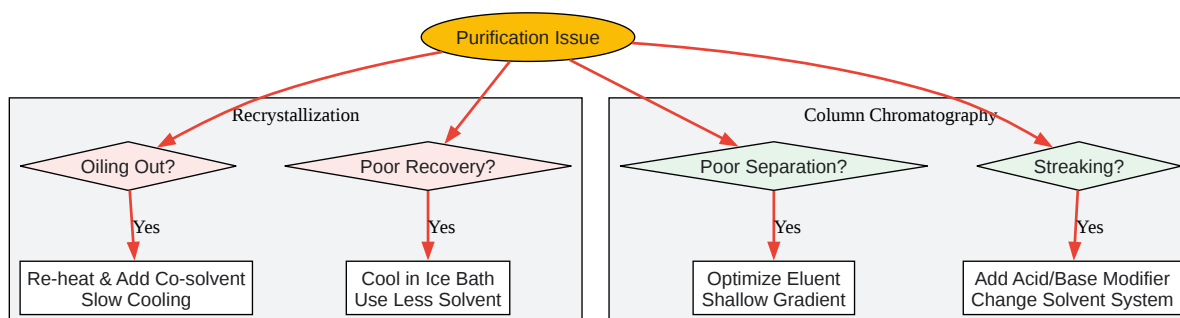 Purification Issue
Recrystallization
Column Chromatography
Oiling Out?
Poor Recovery?
Poor Separation?
Streaking?
Yes
Yes
Yes
Yes
Re-heat & Add Co-solvent
Slow Cooling
Cool in Ice Bath
Use Less Solvent
Optimize Eluent
Shallow Gradient
Add Acid/Base Modifier
Change Solvent System